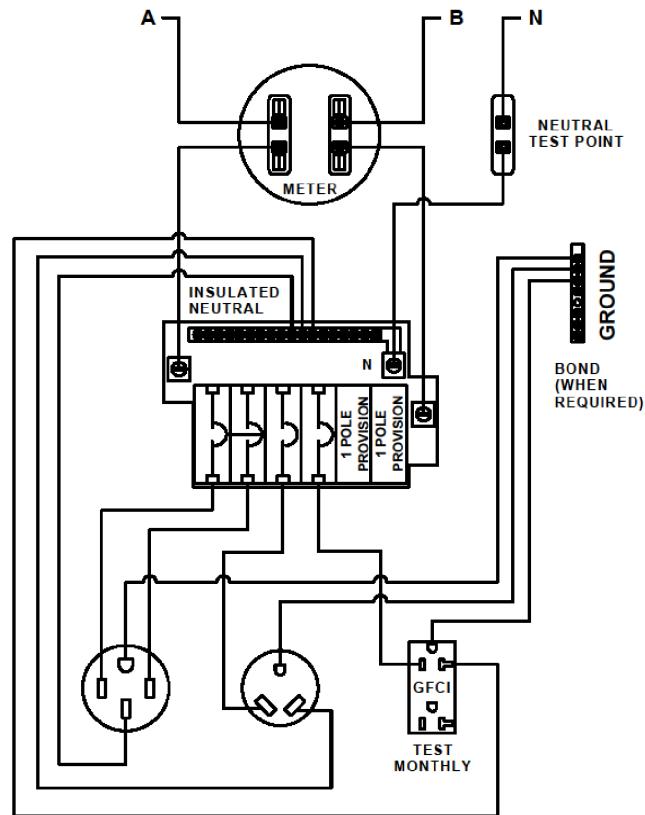 A
B
N
NEUTRAL
TEST POINT
METER
INSULATED
NEUTRAL
N
GROUND
BOND
(WHEN
REQUIRED)
1 POLE
PROVISION
1 POLE
PROVISION
GFCI
TEST
MONTHLY